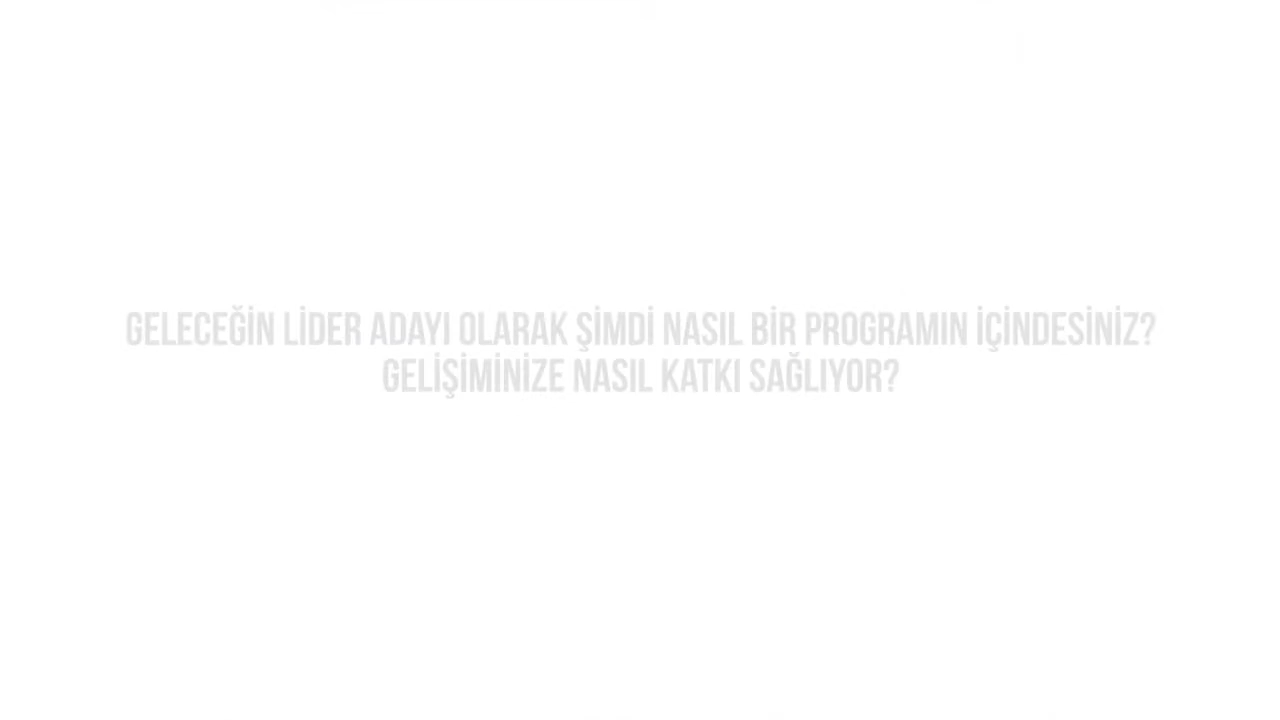 GELECEĞİN LİDER ADAYI OLARAK ŞİMDİ NASIL BİR PROGRAMIN İÇİNDESİNİZ?
GELİŞİMİNİZE NASIL KATKI SAĞLIYOR?